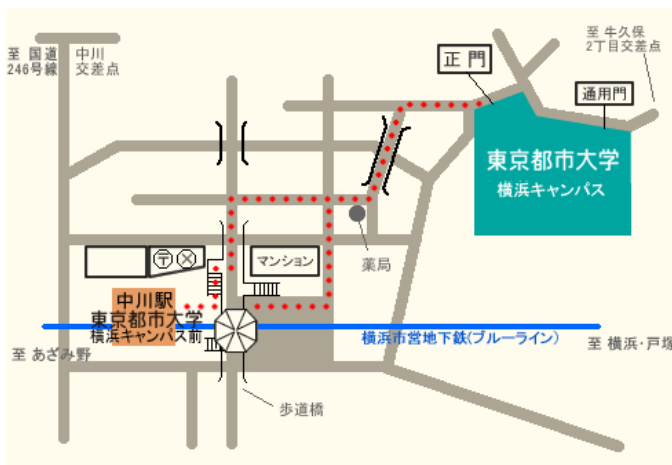 至 国道
246号線
中川
交差点
至 牛久保
2丁目交差点
正門
通用門
東京都市大学
横浜キャンパス
薬局
〒
マンション
中川駅
東京都市大学
横浜キャンパス前
横浜市営地下鉄(ブルーライン)
至 あざみ野
至 横浜・戸塚
歩道橋